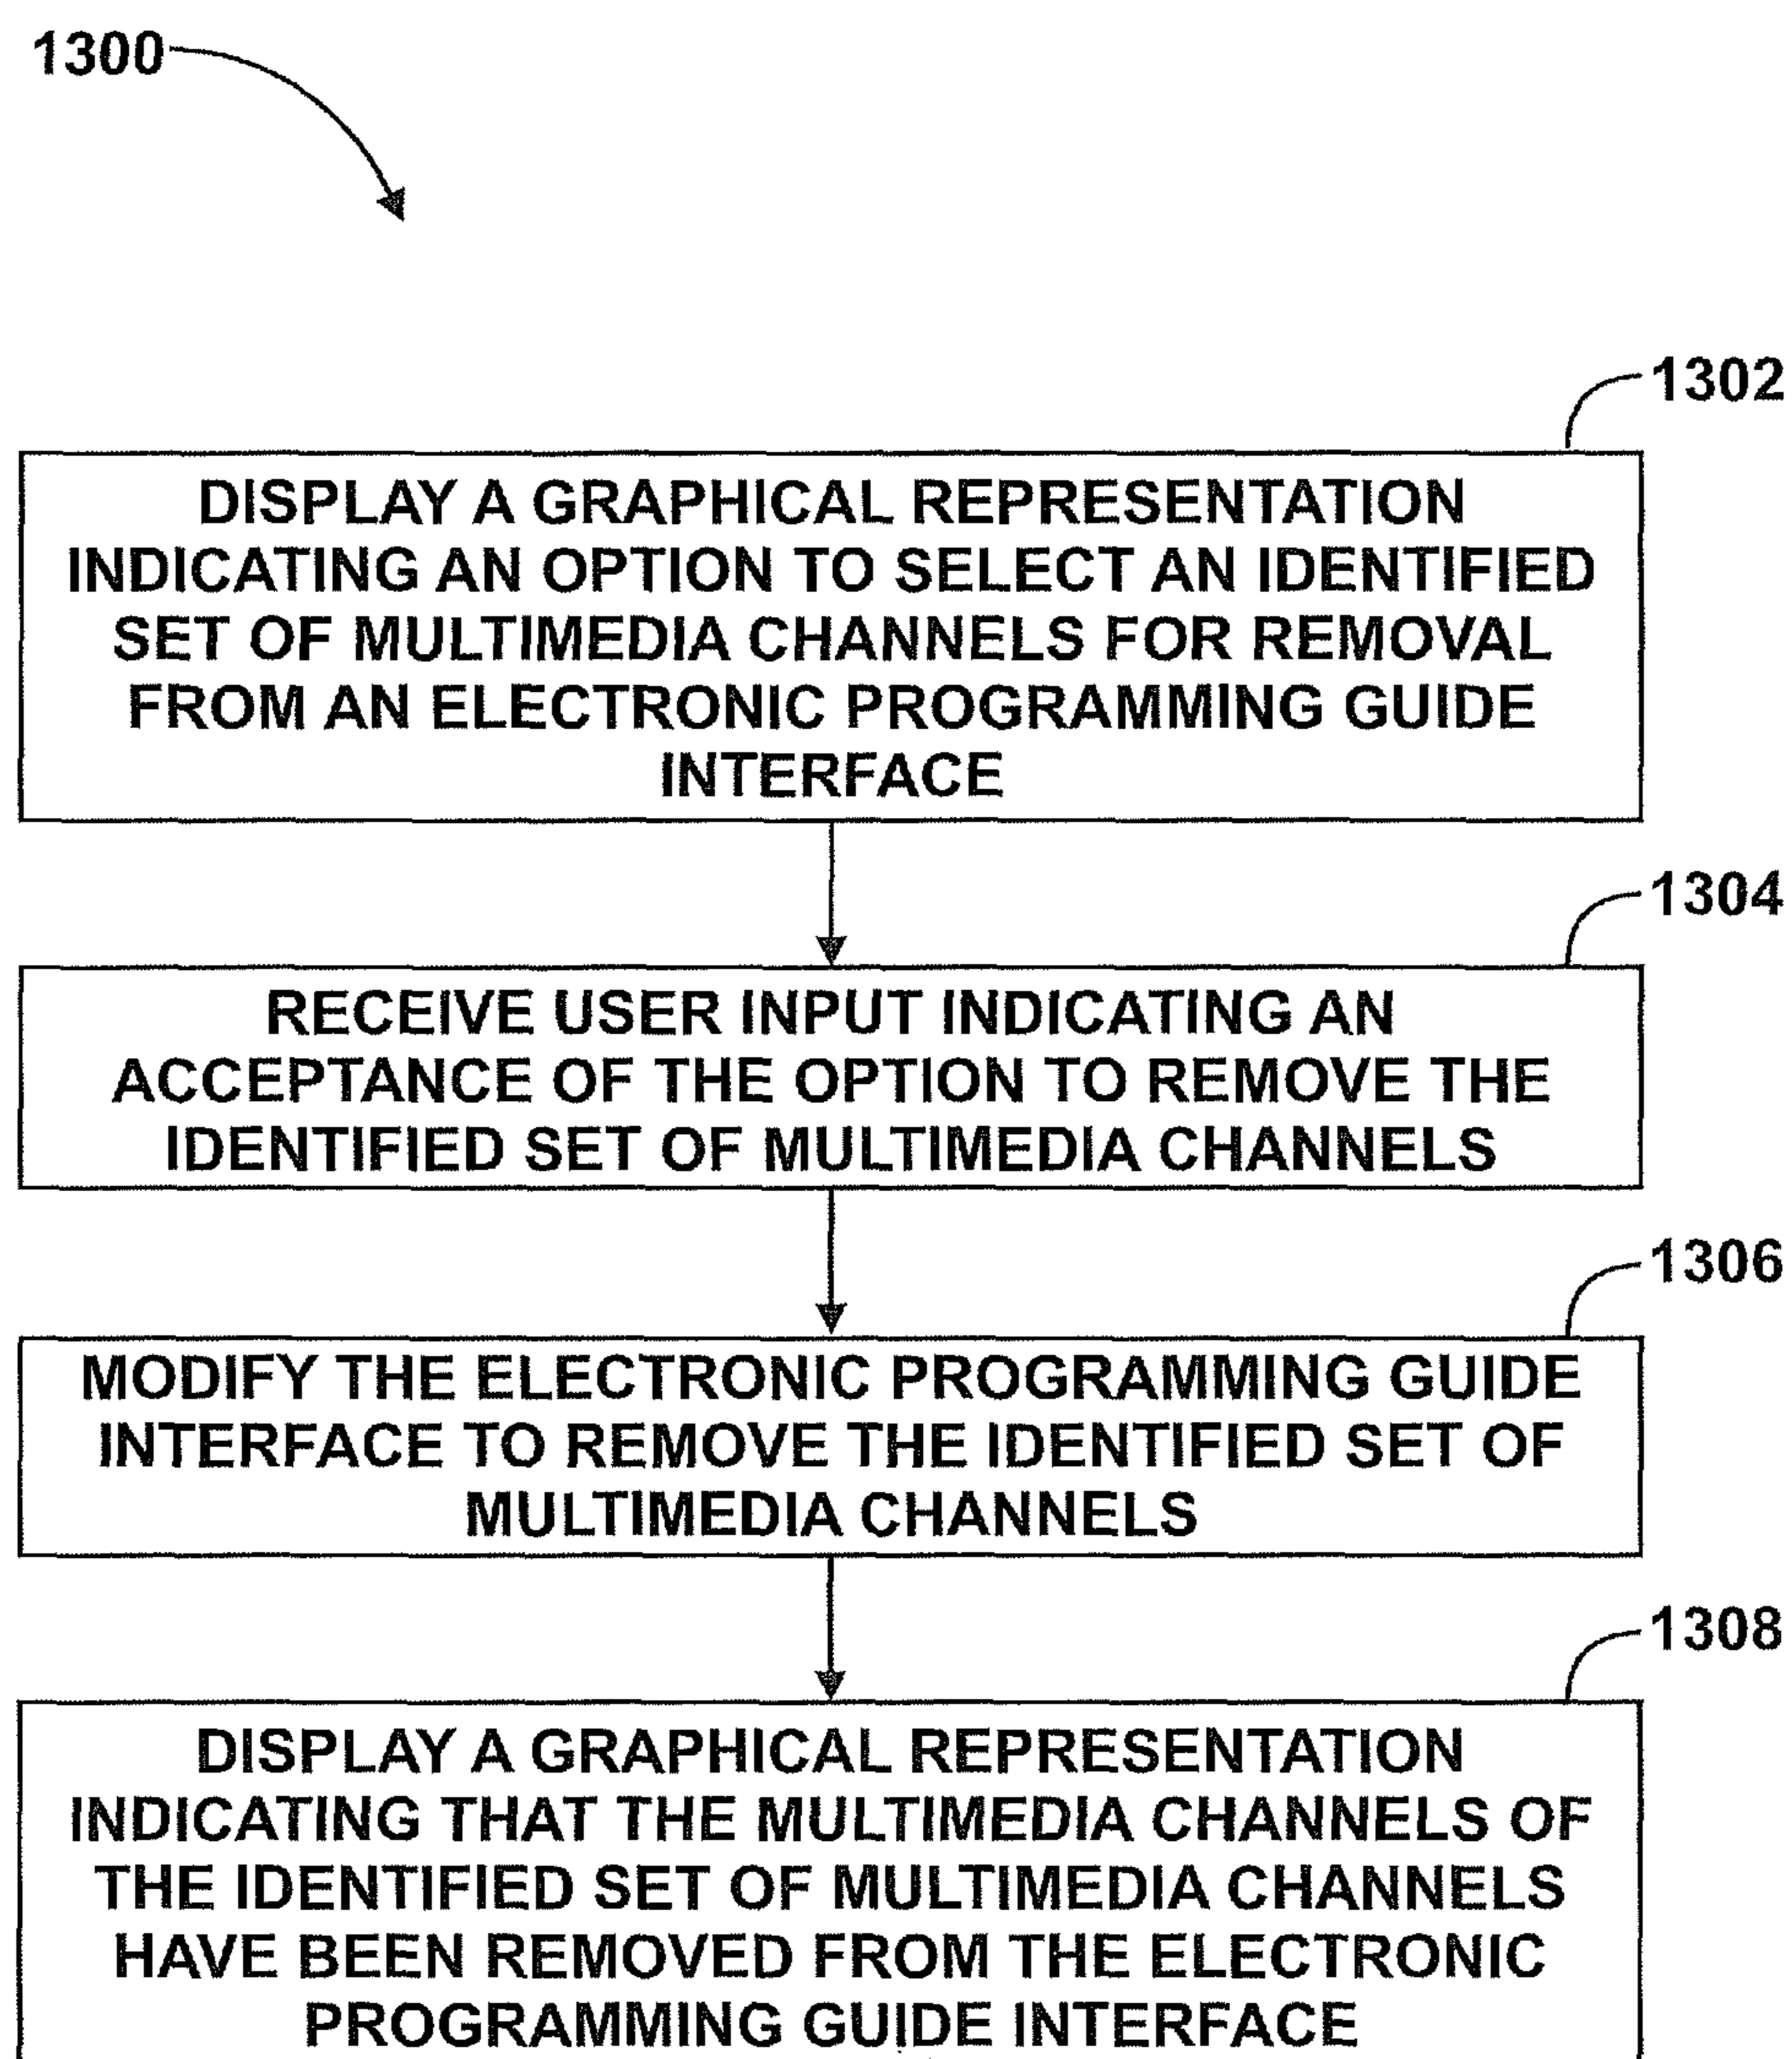 1300
1302
DISPLAY A GRAPHICAL REPRESENTATION
INDICATING AN OPTION TO SELECT AN IDENTIFIED
SET OF MULTIMEDIA CHANNELS FOR REMOVAL
FROM AN ELECTRONIC PROGRAMMING GUIDE
INTERFACE
1304
RECEIVE USER INPUT INDICATING AN
ACCEPTANCE OF THE OPTION TO REMOVE THE
IDENTIFIED SET OF MULTIMEDIA CHANNELS
1306
MODIFY THE ELECTRONIC PROGRAMMING GUIDE
INTERFACE TO REMOVE THE IDENTIFIED SET OF
MULTIMEDIA CHANNELS
1308
DISPLAY A GRAPHICAL REPRESENTATION
INDICATING THAT THE MULTIMEDIA CHANNELS OF
THE IDENTIFIED SET OF MULTIMEDIA CHANNELS
HAVE BEEN REMOVED FROM THE ELECTRONIC
PROGRAMMING GUIDE INTERFACE